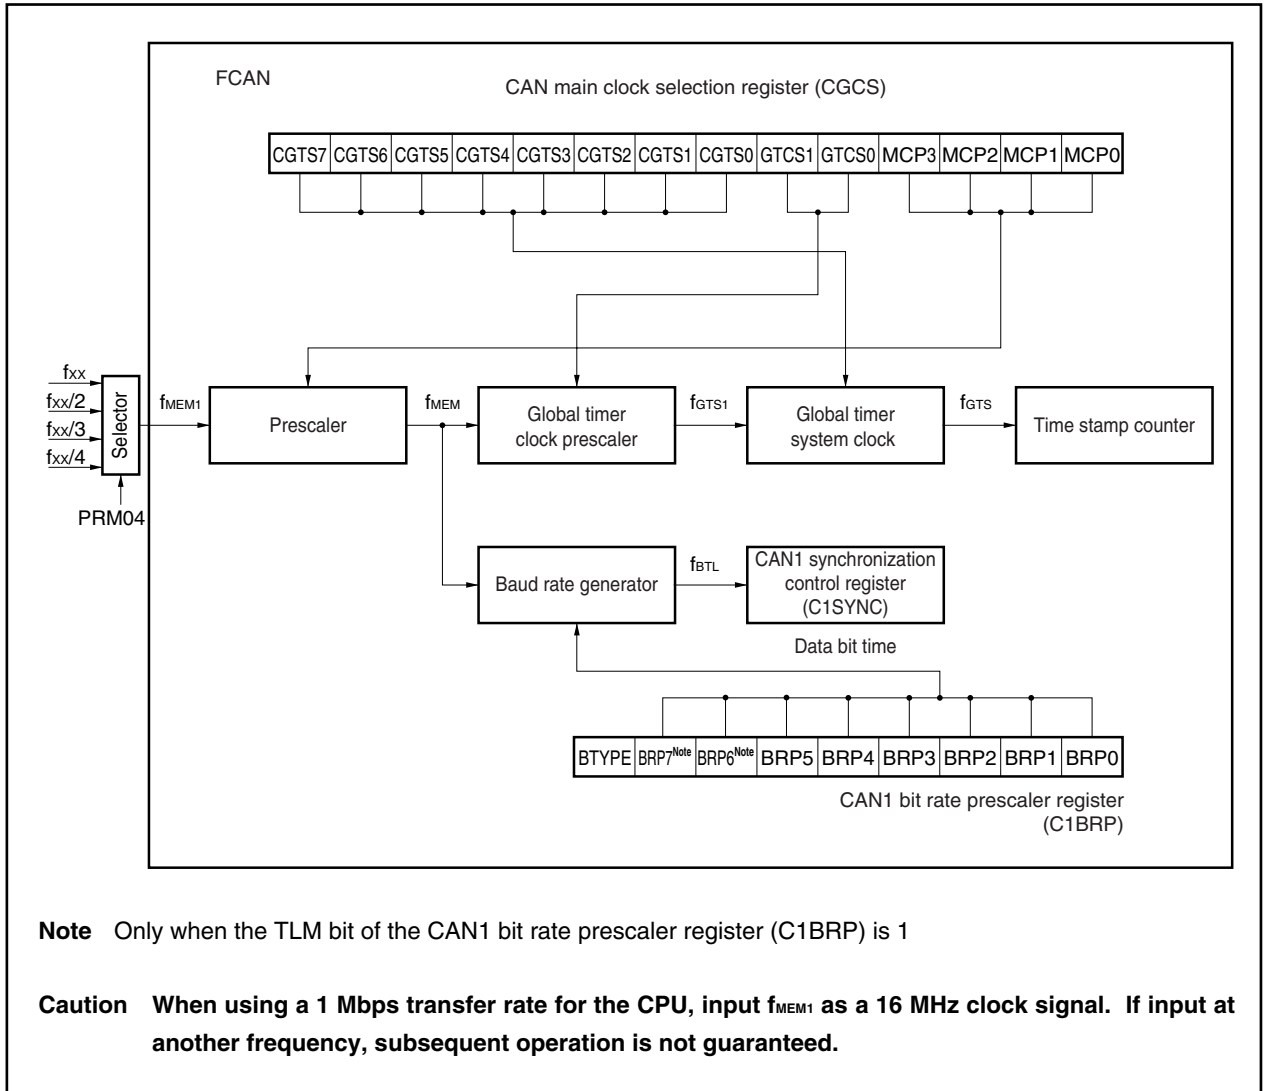 FCAN
CAN main clock selection register (CGCS)
CGTS7 CGTS6 CGTS5 CGTS4 CGTS3 CGTS2 CGTS1 CGTS0 GTCS1 GTCS0 MCP3 MCP2 MCP1 MCP0
fxx
fxx/2
fxx/3
fxx/4
Selector
PRM04
fMEM1
Prescaler
fMEM
Global timer
clock prescaler
fGTS1
Global timer
system clock
fGTS
Time stamp counter
Baud rate generator
fBTL
CAN1 synchronization
control register
(C1SYNC)
Data bit time
BTYPE BRP7Note BRP6Note BRP5 BRP4 BRP3 BRP2 BRP1 BRP0
CAN1 bit rate prescaler register
(C1BRP)
Note Only when the TLM bit of the CAN1 bit rate prescaler register (C1BRP) is 1
Caution When using a 1 Mbps transfer rate for the CPU, input fMEM1 as a 16 MHz clock signal. If input at
another frequency, subsequent operation is not guaranteed.